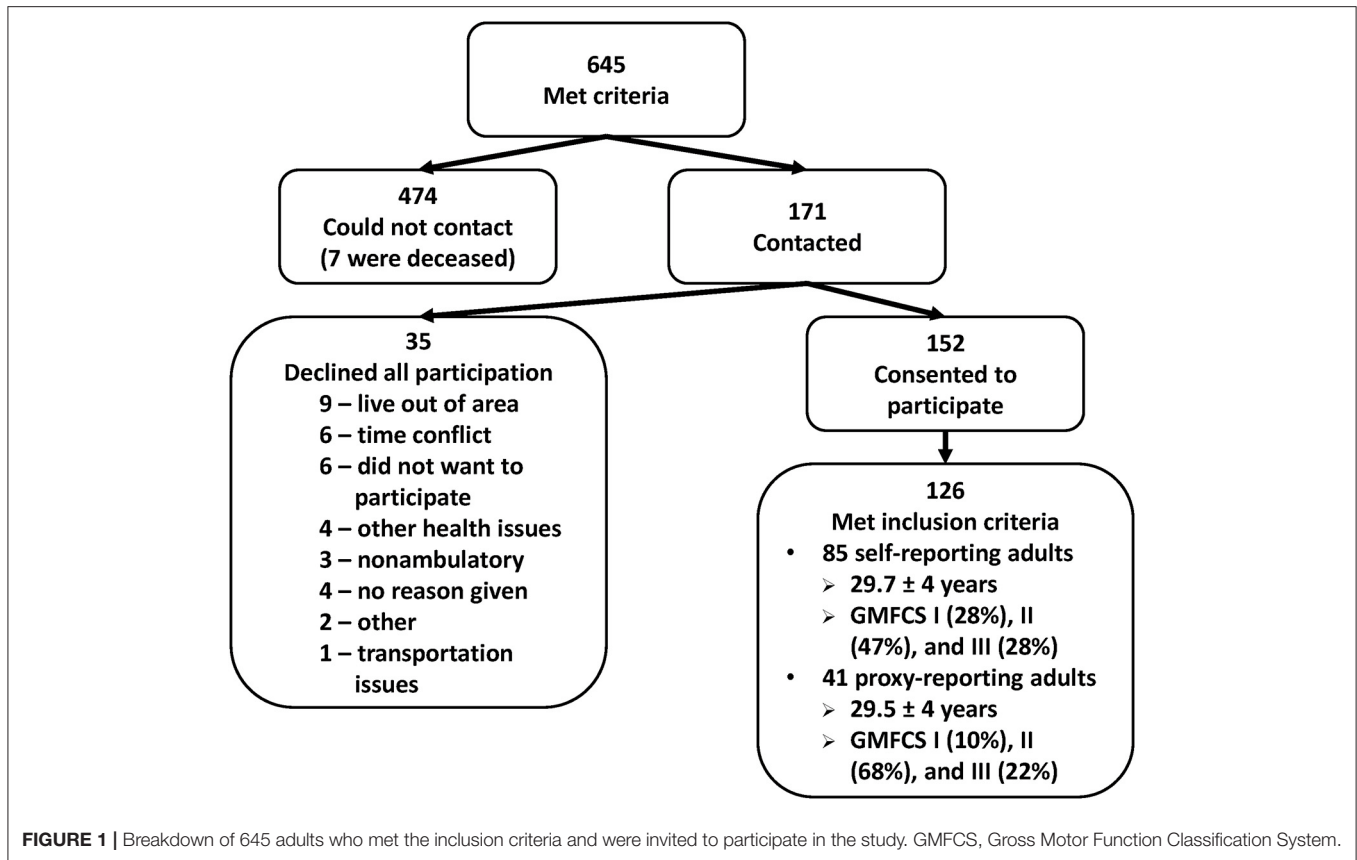 645
Met criteria
474
Could not contact
(7 were deceased)
171
Contacted
35
Declined all participation
9 – live out of area
6 – time conflict
6 – did not want to
participate
4 – other health issues
3 – nonambulatory
4 – no reason given
2 – other
1 – transportation
issues
152
Consented to
participate
126
Met inclusion criteria
• 85 self-reporting adults
➢ 29.7 ± 4 years
➢ GMFCS I (28%), II
(47%), and III (28%)
• 41 proxy-reporting adults
➢ 29.5 ± 4 years
➢ GMFCS I (10%), II
(68%), and III (22%)
FIGURE 1 | Breakdown of 645 adults who met the inclusion criteria and were invited to participate in the study. GMFCS, Gross Motor Function Classification System.